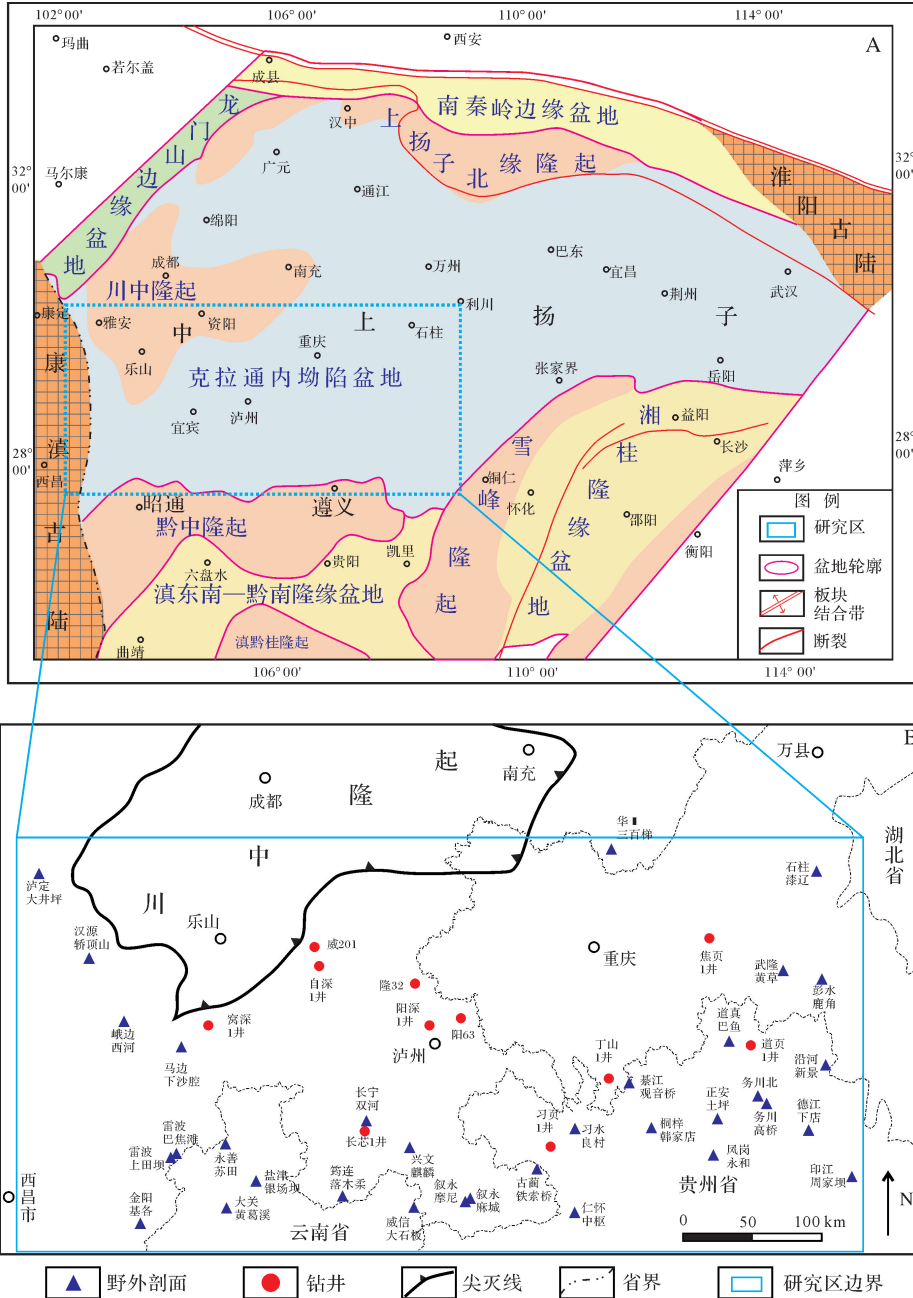 102°00'
106° 00'
110° 00'
114° 00'
A
西安
玛曲
若尔盖
成县
南秦岭边缘盆地
汉中
上扬子北缘隆起
龙门山边缘盆地
32°
00'
32°
00'
马尔康
广元
通江
淮阳古陆
绵阳
成都
南充
万州
巴东
宜昌
荆州
武汉
川中隆起
康定
雅安
资阳
利川
石柱
中上扬子
重庆
乐山
克拉通内坳陷盆地
张家界
岳阳
宜宾
泸州
益阳
长沙
湘桂隆缘盆地
雪峰隆起
康滇古陆
28°
00'
28°
00'
西昌
铜仁
怀化
萍乡
昭通
遵义
邵阳
衡阳
黔中隆起
凯里
六盘水
贵阳
滇东南—黔南隆缘盆地
曲靖
滇黔桂隆起
图 例
研究区
盆地轮廓
板块
结合带
断裂
106° 00'
110° 00'
114° 00'
万县
南充
成都
川中隆起
湖北省
华
三百梯
石柱
漆辽
泸定
大井坪
汉源
轿顶山
乐山
威201
自深
1井
重庆
焦页
1井
武隆
黄草
彭水
鹿角
隆32
窝深
1井
阳深
1井
阳63
泸州
峨边
西河
马边
下沙腔
道真
巴鱼
道页
1井
沿河
新景
丁山
1井
綦江
观音桥
长宁
双河
长芯1井
习页
1井
习水
良村
桐梓
韩家店
正安
土坪
务川北
务川
高桥
德江
下店
雷波
芭蕉滩
雷波
上田坝
永善
苏田
兴文
麒麟
凤岗
永和
印江
周家坝
盐津
银场坝
筠连
落木柔
叙永
摩尼
叙永
麻城
古蔺
铁索桥
西昌市
金阳
基各
大关
黄葛溪
云南省
威信
大石板
仁怀
中枢
贵州省
N
0 50 100 km
野外剖面
钻井
尖灭线
省界
研究区边界